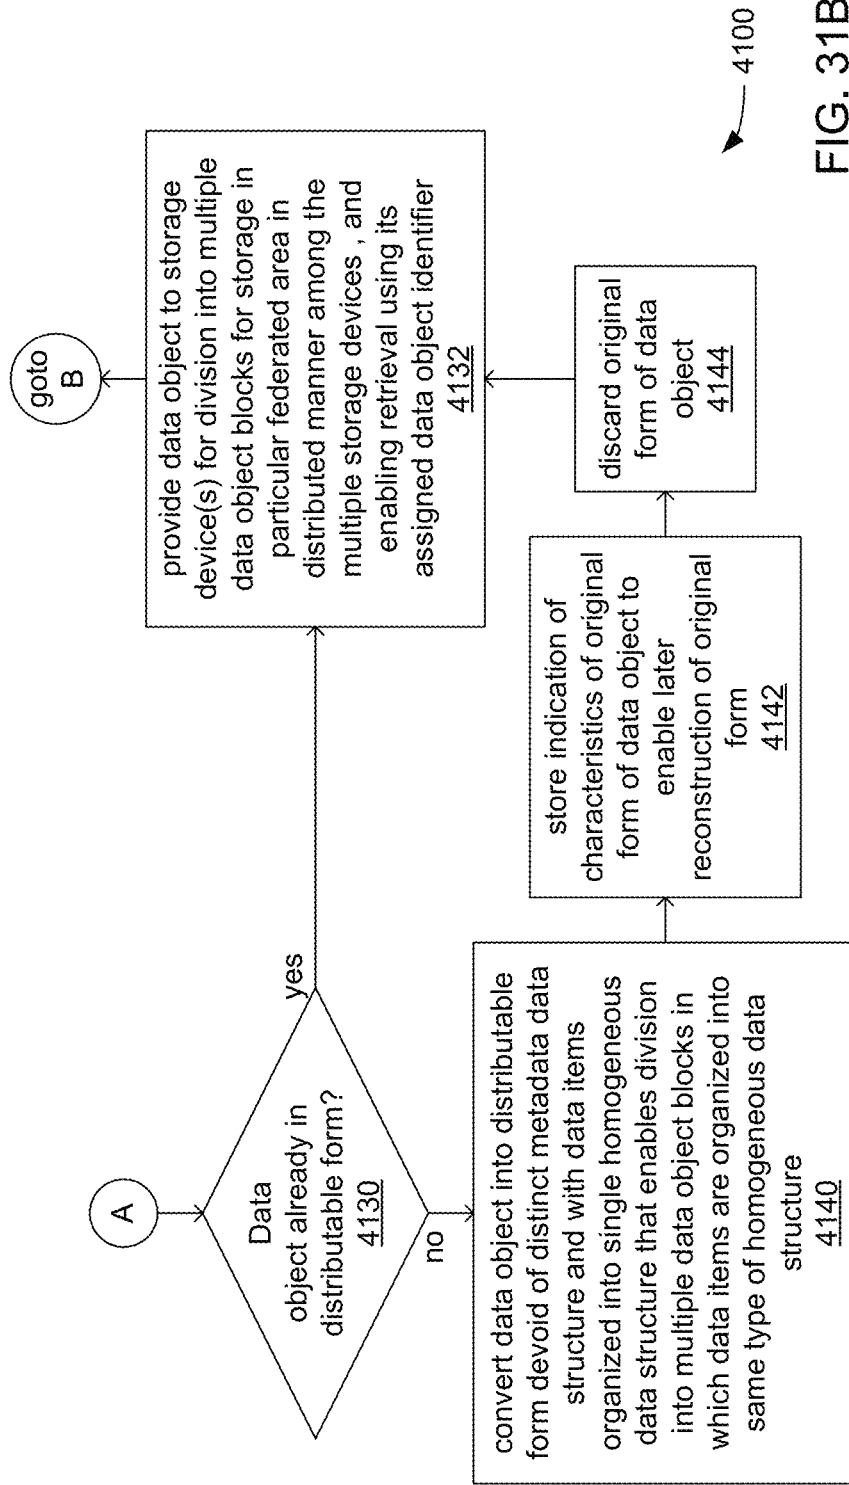 A
Data
object already in
distributable form?
4130
yes
no
convert data object into distributable
form devoid of distinct metadata data
structure and with data items
organized into single homogeneous
data structure that enables division
into multiple data object blocks in
which data items are organized into
same type of homogeneous data
structure
4140
store indication of
characteristics of original
form of data object to
enable later
reconstruction of original
form
4142
discard original
form of data
object
4144
provide data object to storage
device(s) for division into multiple
data object blocks for storage in
particular federated area in
distributed manner among the
multiple storage devices , and
enabling retrieval using its
assigned data object identifier
4132
goto
B
4100
FIG. 31B